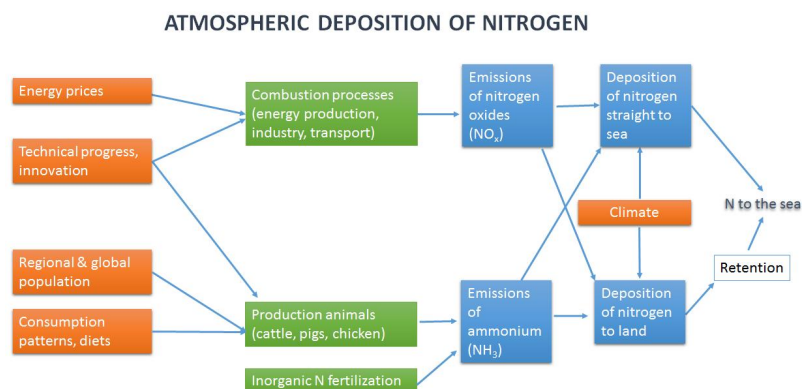 ATMOSPHERIC DEPOSITION OF NITROGEN
Energy prices
Technical progress,
innovation
Regional & global
population
Consumption
patterns, diets
Combustion processes
(energy production,
industry, transport)
Production animals
(cattle, pigs, chicken)
Inorganic N fertilization
Emissions
of nitrogen
oxides
(NOₓ)
Emissions
of
ammonium
(NH₃)
Deposition
of nitrogen
straight to
sea
Climate
Deposition
of nitrogen
to land
N to the sea
Retention